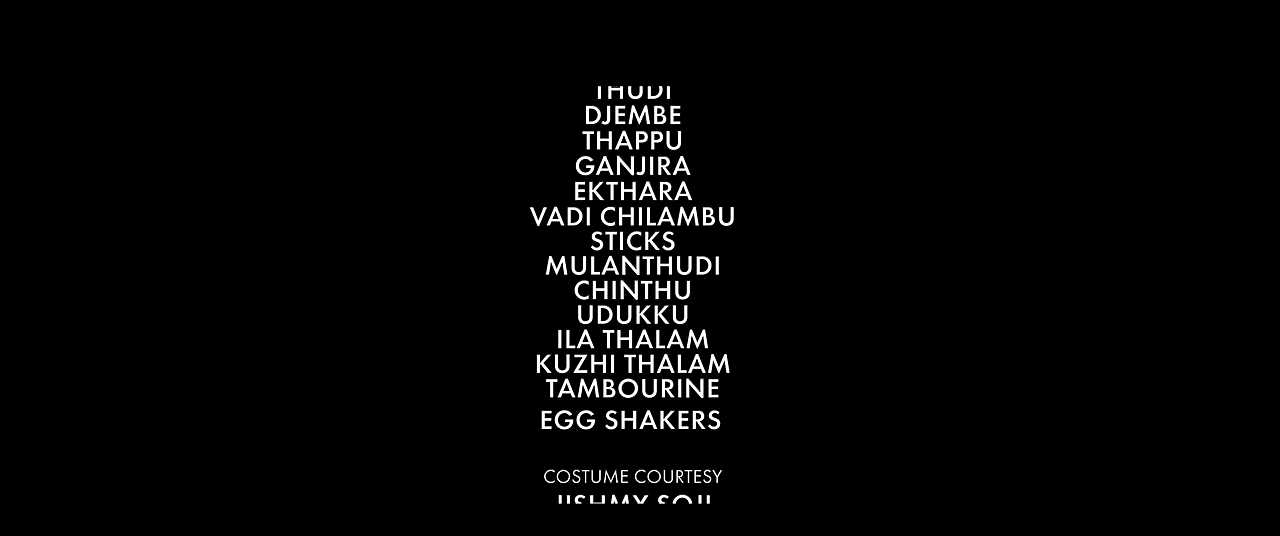 THUDI
DJEMBE
THAPPU
GANJIRA
EKTHARA
VADI CHILAMBU
STICKS
MULANTHUDI
CHINTHU
UDUKKU
ILA THALAM
KUZHI THALAM
TAMBOURINE
EGG SHAKERS
COSTUME COURTESY